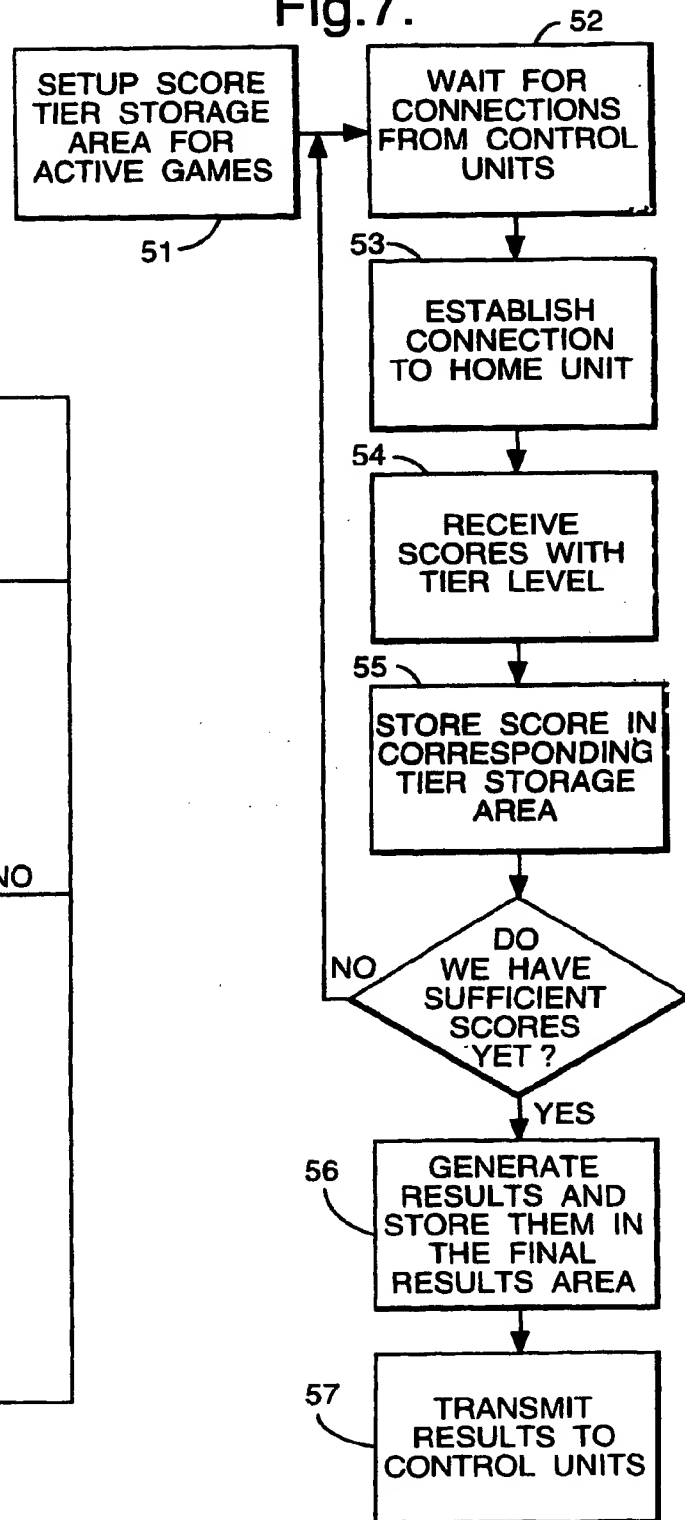 Fig.7.
52
SETUP SCORE
TIER STORAGE
AREA FOR
ACTIVE GAMES
51
WAIT FOR
CONNECTIONS
FROM CONTROL
UNITS
53
ESTABLISH
CONNECTION
TO HOME UNIT
54
RECEIVE
SCORES WITH
TIER LEVEL
55
STORE SCORE IN
CORRESPONDING
TIER STORAGE
AREA
NO
NO
DO
WE HAVE
SUFFICIENT
SCORES
YET ?
YES
56
GENERATE
RESULTS AND
STORE THEM IN
THE FINAL
RESULTS AREA
57
TRANSMIT
RESULTS TO
CONTROL UNITS